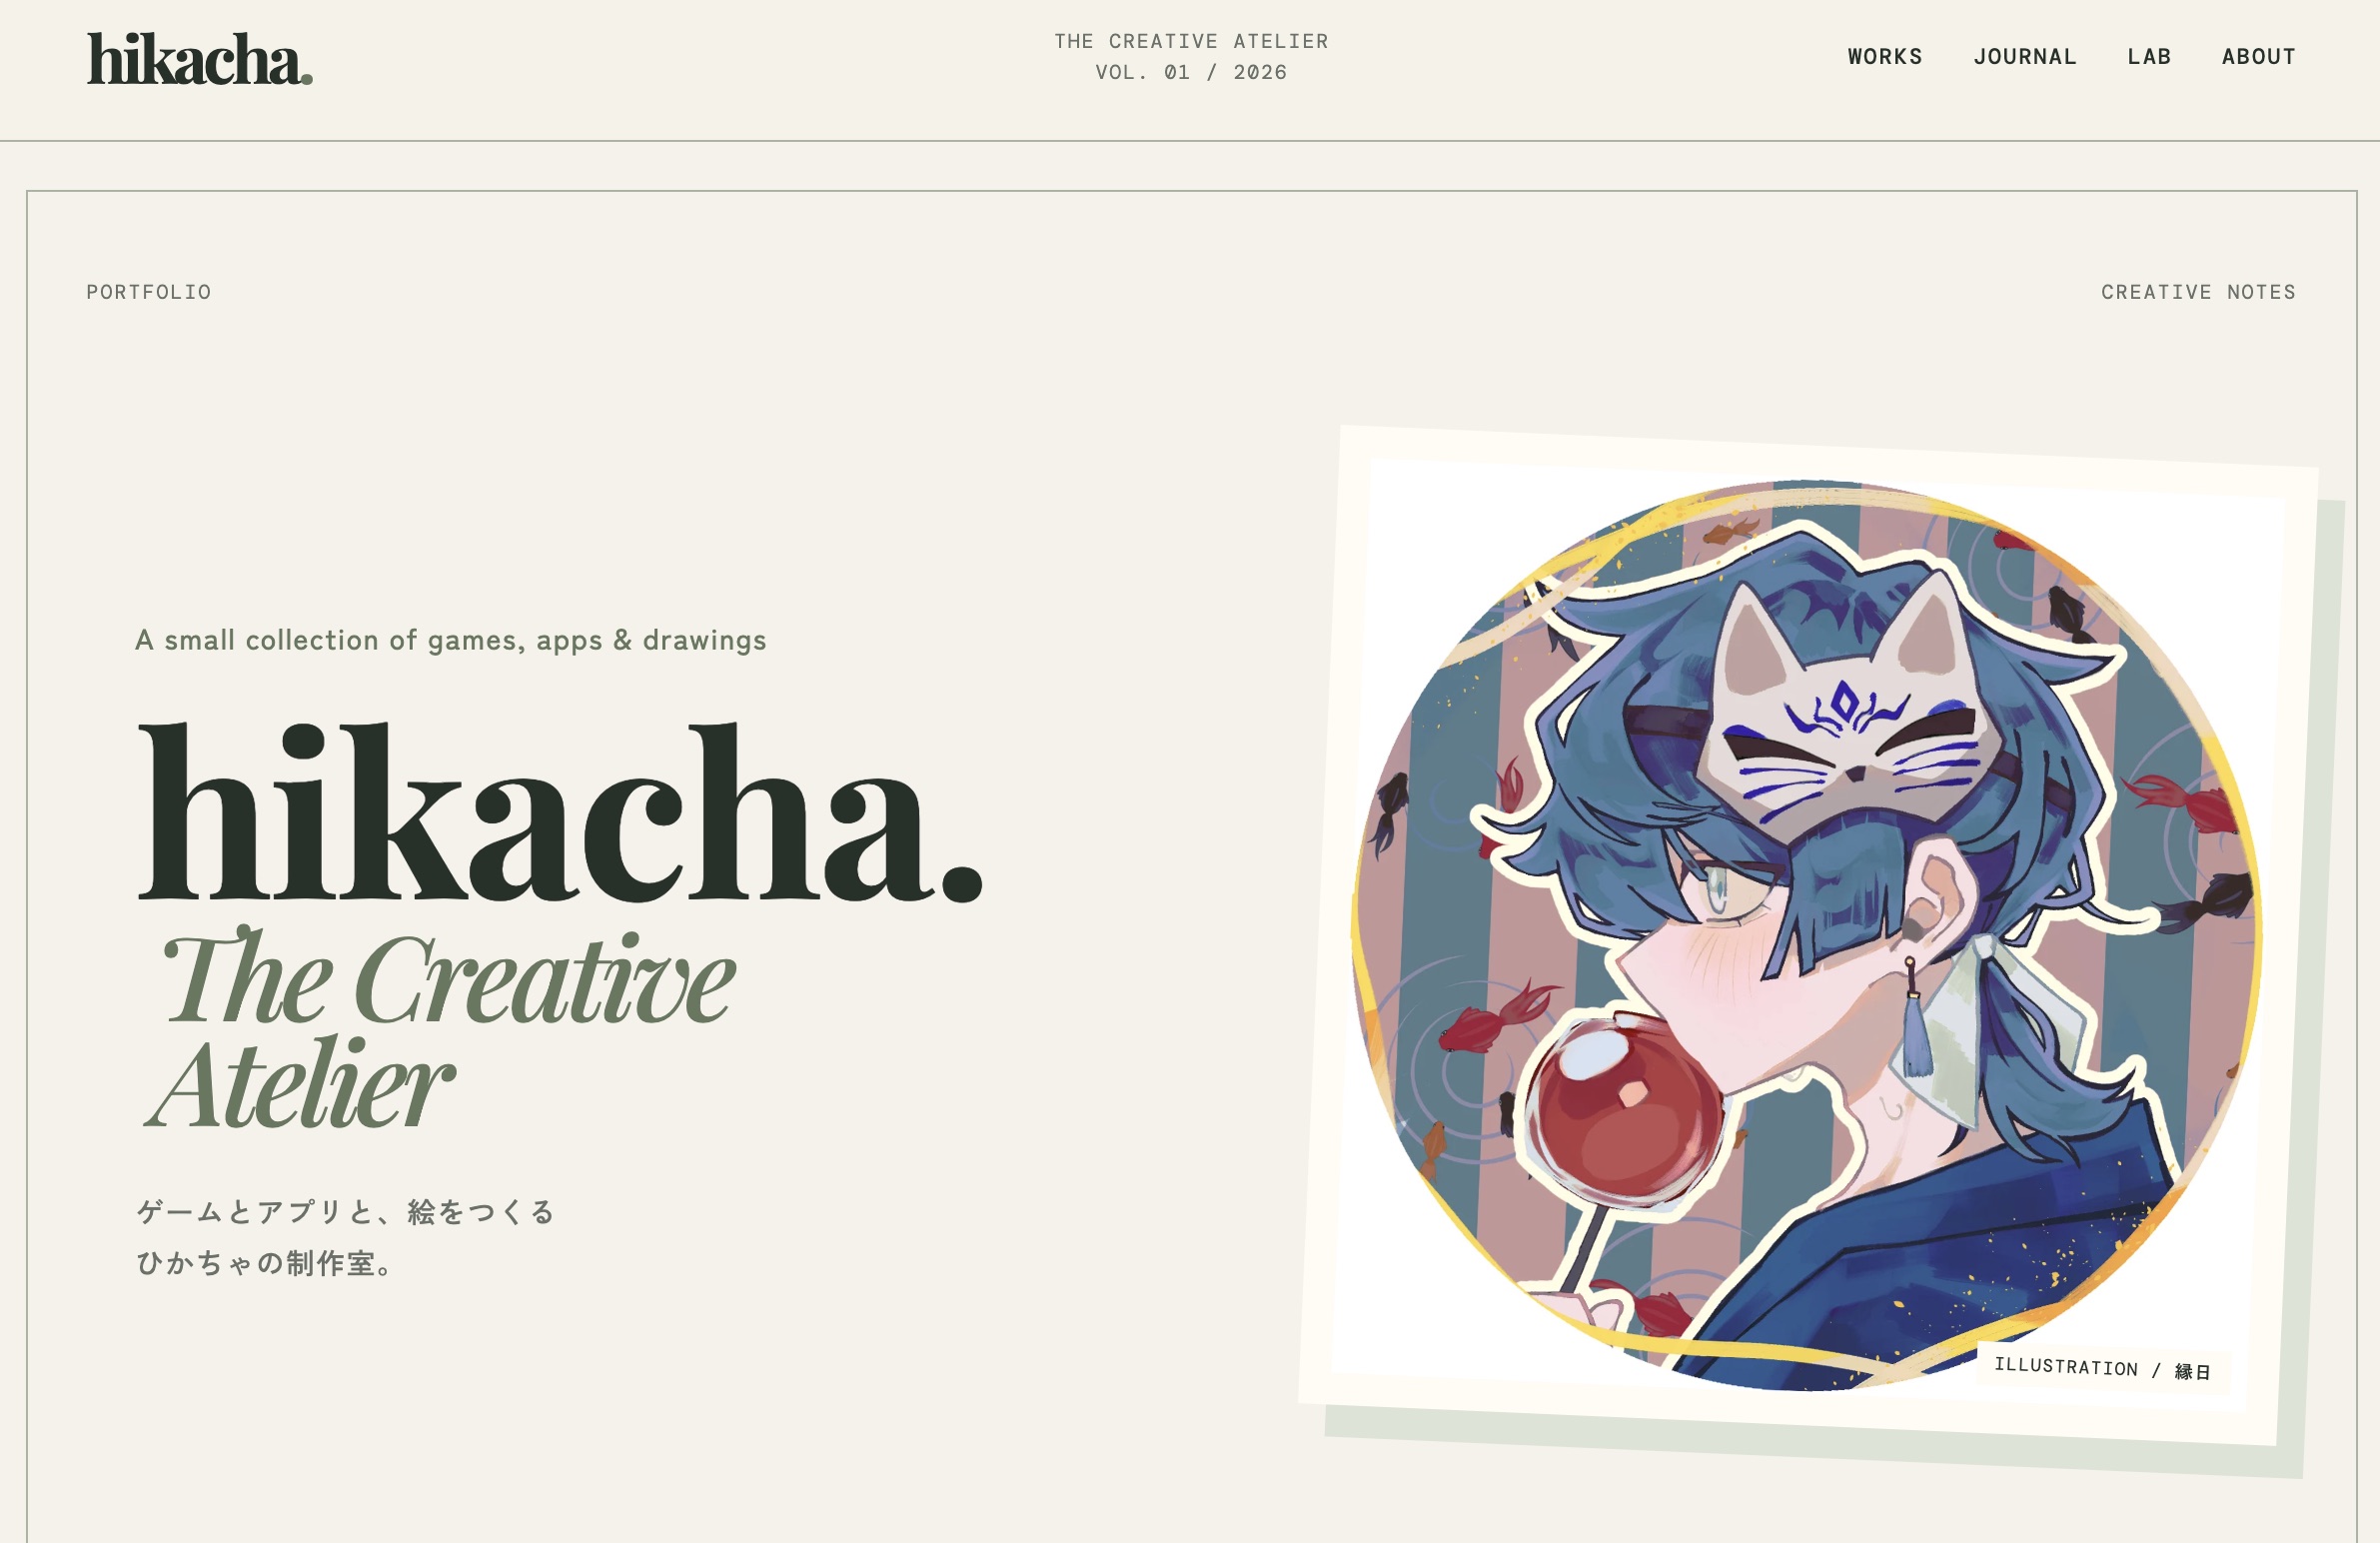 hikacha.
THE CREATIVE ATELIER
VOL. 01 / 2026
WORKS JOURNAL LAB ABOUT
PORTFOLIO
CREATIVE NOTES
A small collection of games, apps & drawings
hikacha.
The Creative
Atelier
ゲームとアプリと、絵をつくる
ひかちゃの制作室。
ILLUSTRATION / 縁日